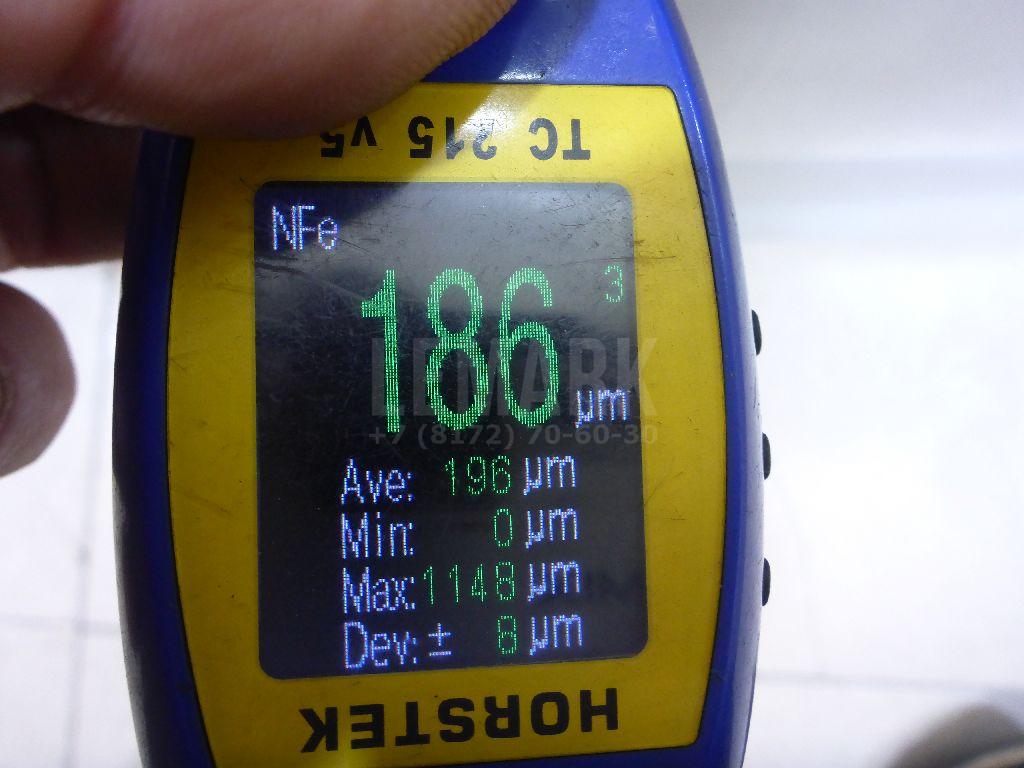 TC 215 v5
NFe
3
186 µm
LEMARK
+7 (8172) 70-60-30
Ave: 196 µm
Min: 0 µm
Max: 1148 µm
Dev: ± 8 µm
HORSTEK